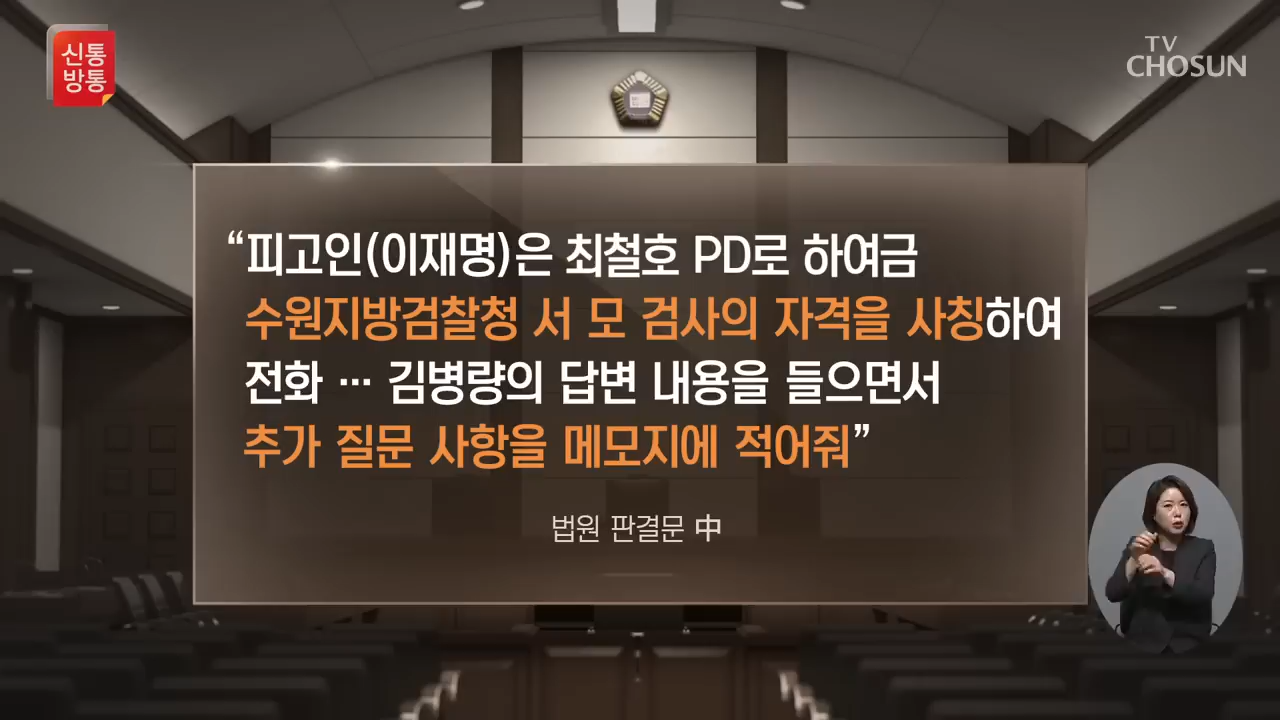 신통
방통
TV
CHOSUN
“피고인(이재명)은 최철호 PD로 하여금
수원지방검찰청 서 모 검사의 자격을 사칭하여
전화 … 김병량의 답변 내용을 들으면서
추가 질문 사항을 메모지에 적어줘”
법원 판결문 中